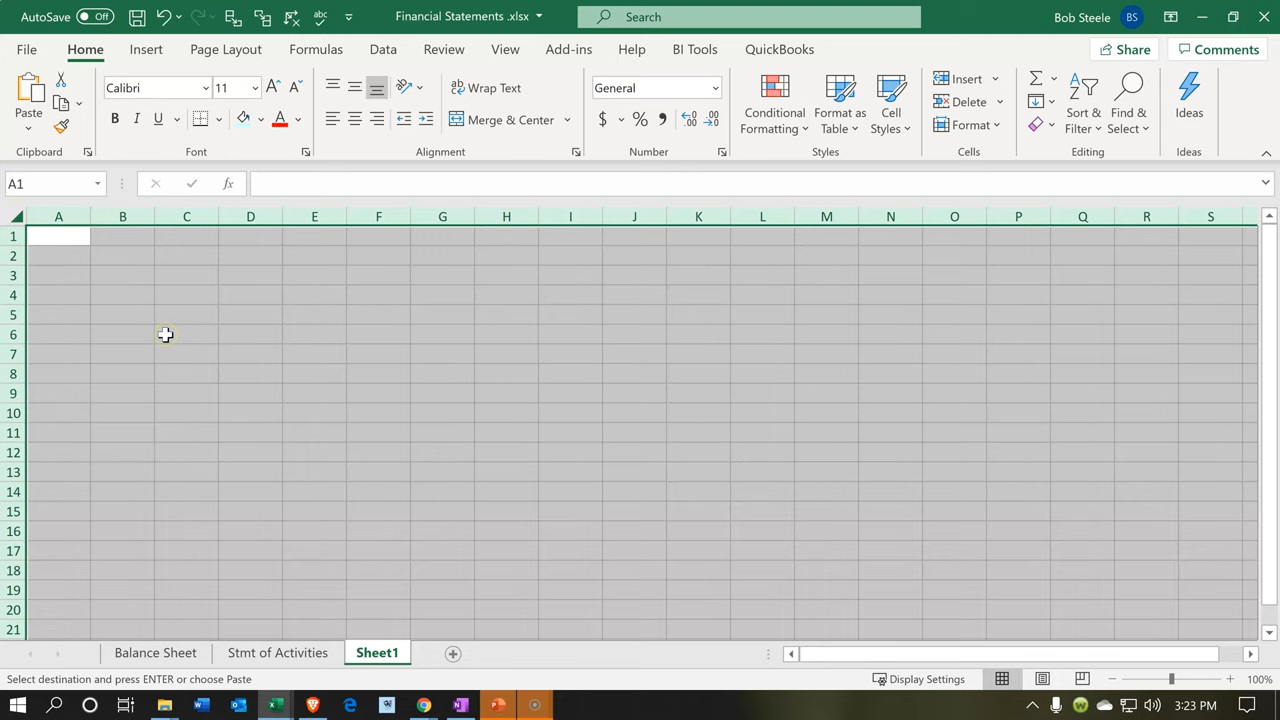 AutoSave Off Financial Statements .xlsx Search Bob Steele BS
File Home Insert Page Layout Formulas Data Review View Add-ins Help BI Tools QuickBooks Share Comments
Paste Calibri 11 Wrap Text General Conditional Formatting Format as Table Cell Styles Insert Sort & Filter Find & Select Ideas
Delete
B I U A Merge & Center $ % Format
Clipboard Font Alignment Number Styles Cells Editing Ideas
A1 fx
A B C D E F G H I J K L M N O P Q R S
1
2
3
4
5
6
7
8
9
10
11
12
13
14
15
16
17
18
19
20
21
Balance Sheet Stmt of Activities Sheet1
Select destination and press ENTER or choose Paste Display Settings 100%
3:23 PM